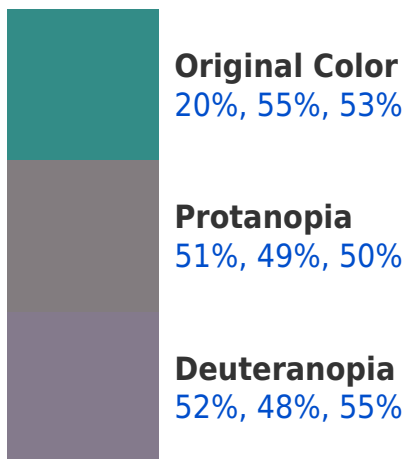 Original Color
20%, 55%, 53%
Protanopia
51%, 49%, 50%
Deuteranopia
52%, 48%, 55%